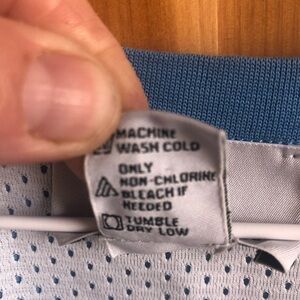 MACHINE
WASH COLD
ONLY
NON-CHLORINE
BLEACH IF
NEEDED
TUMBLE
DRY LOW